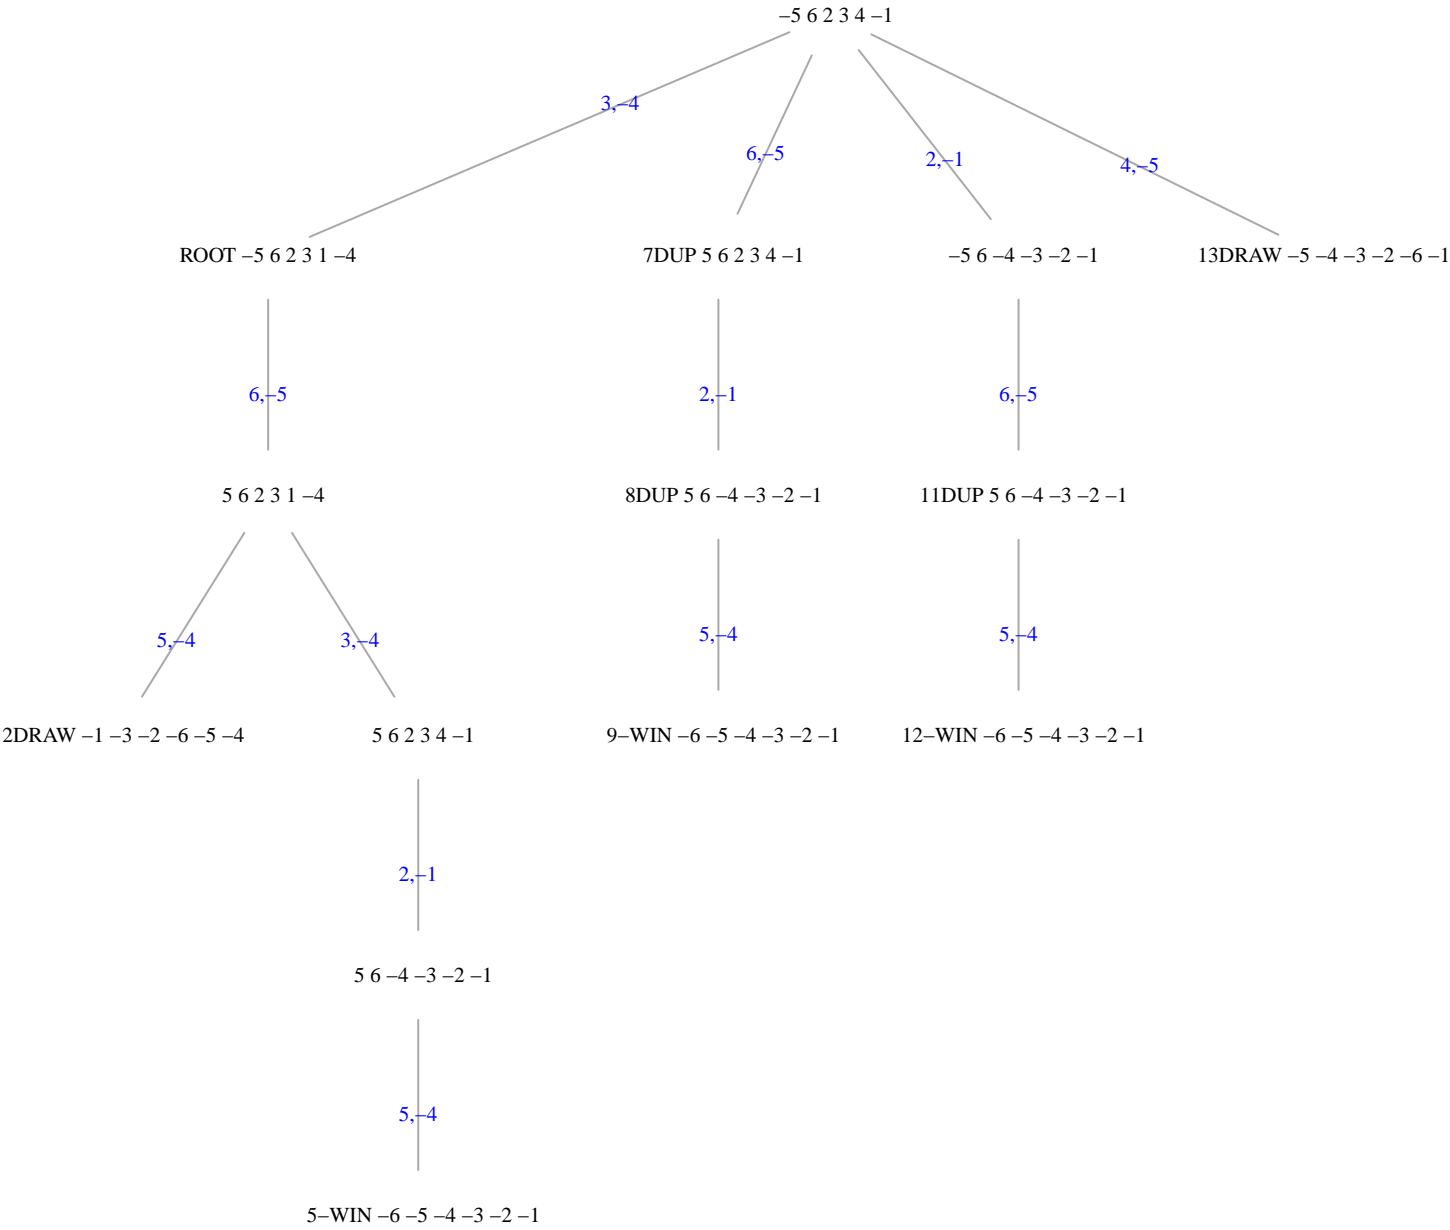 –5 6 2 3 4 –1
3,–4
6,–5
2,–1
4,–5
ROOT –5 6 2 3 1 –4
7DUP 5 6 2 3 4 –1
–5 6 –4 –3 –2 –1
13DRAW –5 –4 –3 –2 –6 –1
6,–5
2,–1
6,–5
5 6 2 3 1 –4
8DUP 5 6 –4 –3 –2 –1
11DUP 5 6 –4 –3 –2 –1
5,–4
3,–4
5,–4
5,–4
2DRAW –1 –3 –2 –6 –5 –4
5 6 2 3 4 –1
9–WIN –6 –5 –4 –3 –2 –1
12–WIN –6 –5 –4 –3 –2 –1
2,–1
5 6 –4 –3 –2 –1
5,–4
5–WIN –6 –5 –4 –3 –2 –1